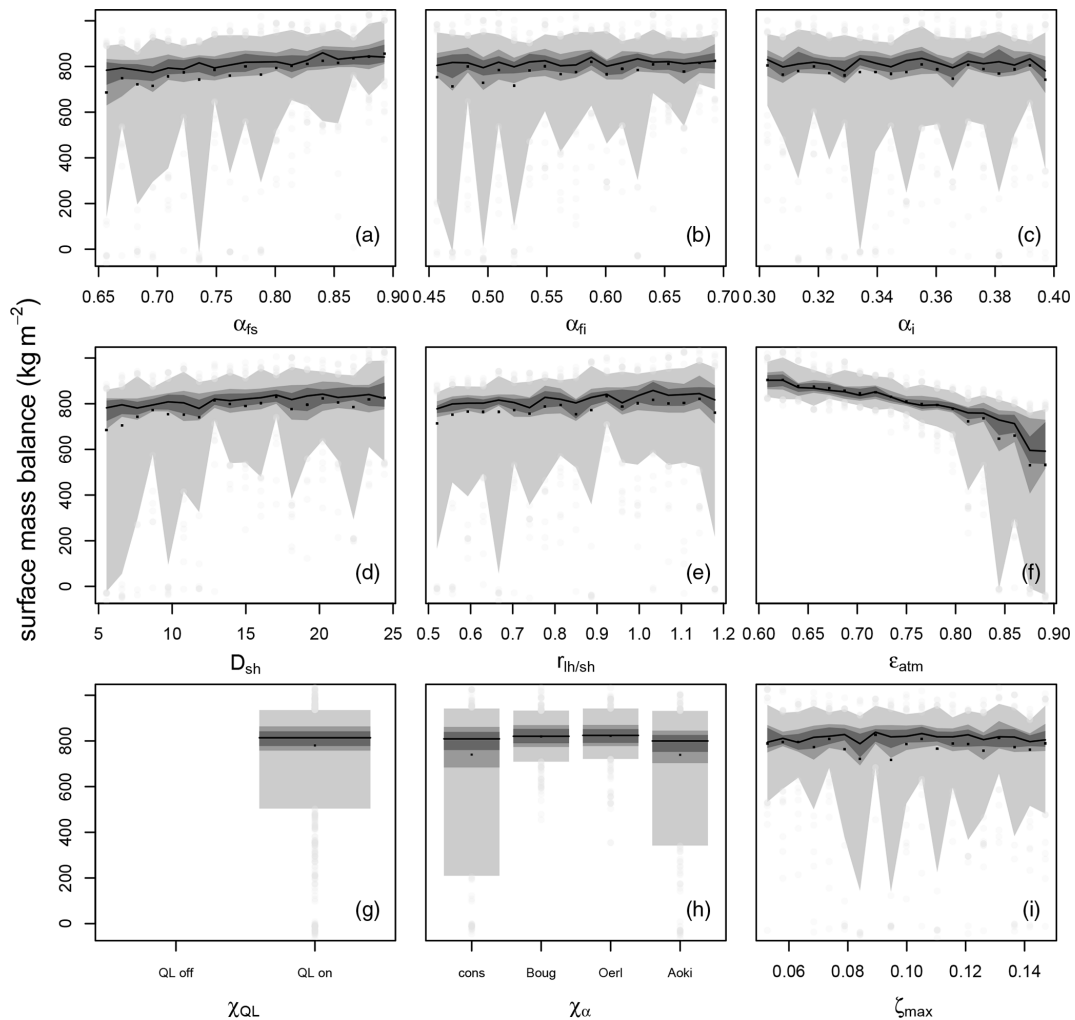 surface mass balance (kg m⁻²)
0 200 400 600 800
(a)
0.65 0.70 0.75 0.80 0.85 0.90
α_fs
(b)
0.45 0.50 0.55 0.60 0.65 0.70
α_fi
(c)
0.30 0.32 0.34 0.36 0.38 0.40
α_i
0 200 400 600 800
(d)
5 10 15 20 25
D_sh
(e)
0.5 0.6 0.7 0.8 0.9 1.0 1.1 1.2
r_lh/sh
(f)
0.60 0.65 0.70 0.75 0.80 0.85 0.90
ε_atm
0 200 400 600 800
(g)
QL off QL on
χ_QL
(h)
cons Boug Oerl Aoki
χ_α
(i)
0.06 0.08 0.10 0.12 0.14
ζ_max